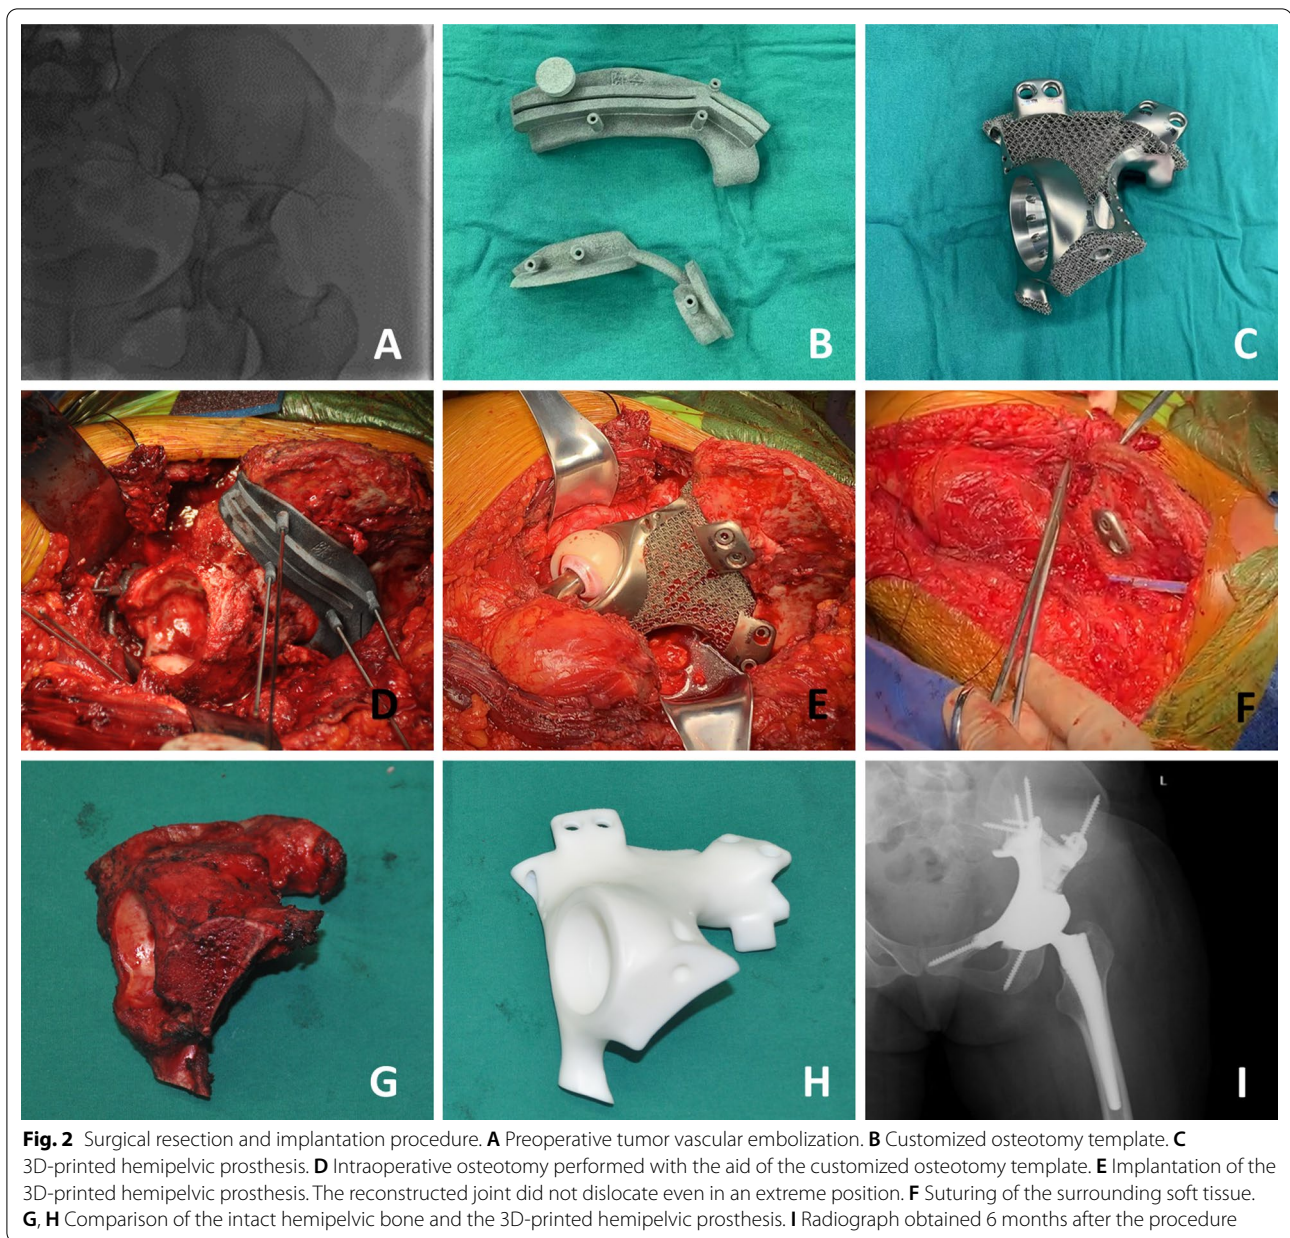 A
B
C
D
E
F
G
H
L
I
Fig. 2 Surgical resection and implantation procedure. A Preoperative tumor vascular embolization. B Customized osteotomy template. C
3D-printed hemipelvic prosthesis. D Intraoperative osteotomy performed with the aid of the customized osteotomy template. E Implantation of the
3D-printed hemipelvic prosthesis. The reconstructed joint did not dislocate even in an extreme position. F Suturing of the surrounding soft tissue.
G, H Comparison of the intact hemipelvic bone and the 3D-printed hemipelvic prosthesis. I Radiograph obtained 6 months after the procedure